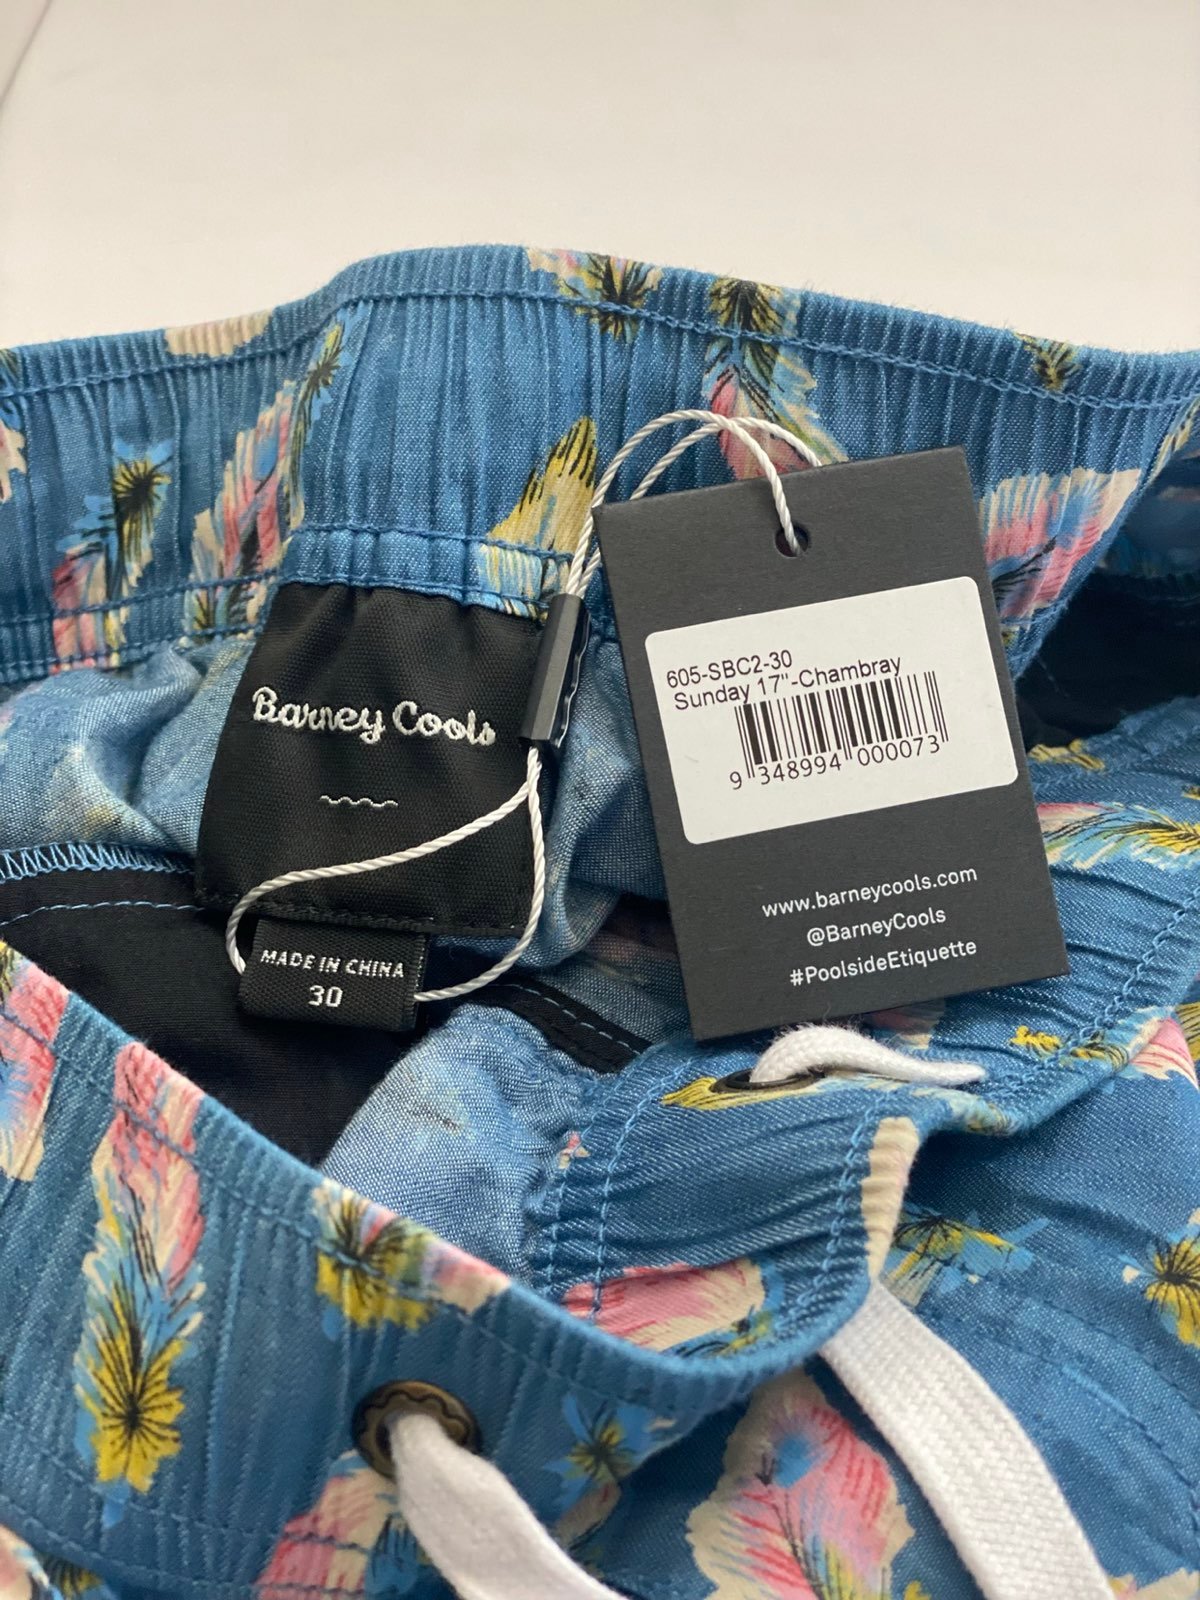 605-SBC2-30
Sunday 17"-Chambray
9 348994 000073
www.barneycools.com
@BarneyCools
#PoolsideEtiquette
Barney Cools
MADE IN CHINA
30